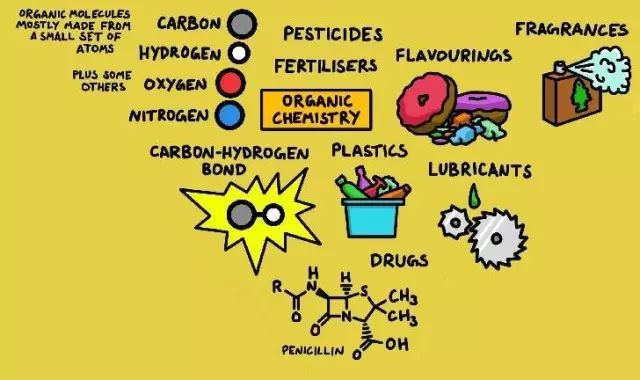 ORGANIC MOLECULES
MOSTLY MADE FROM
A SMALL SET OF
ATOMS
PLUS SOME
OTHERS
CARBON
HYDROGEN
OXYGEN
NITROGEN
PESTICIDES
FERTILISERS
ORGANIC
CHEMISTRY
FLAVOURINGS
FRAGRANCES
CARBON-HYDROGEN
BOND
PLASTICS
LUBRICANTS
DRUGS
R
H
N
H
S
CH3
CH3
O
O
N
O
OH
PENICILLIN